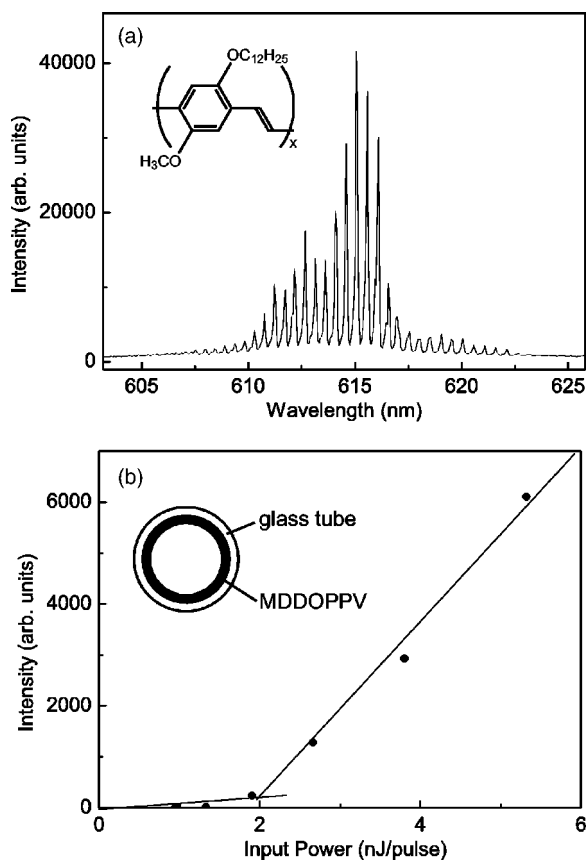 (a)
OC₁₂H₂₅
H₃CO
x
40000
20000
0
Intensity (arb. units)
605 610 615 620 625
Wavelength (nm)
(b)
glass tube
MDDOPPV
6000
4000
2000
0
Intensity (arb. units)
0 2 4 6
Input Power (nJ/pulse)